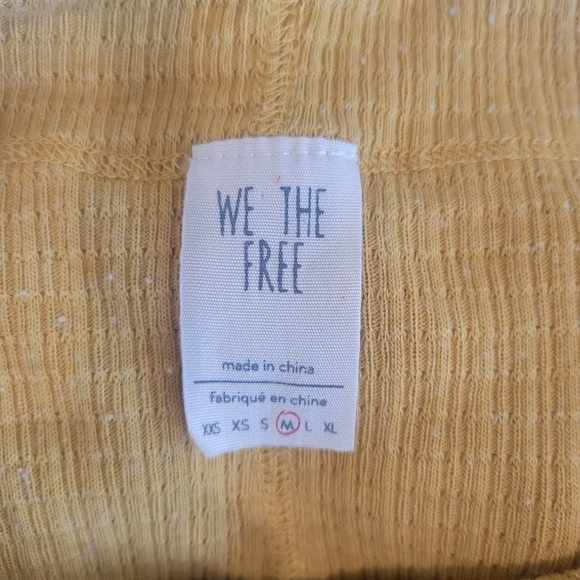 WE THE
FREE
made in china
fabriqué en chine
XXS XS S M L XL